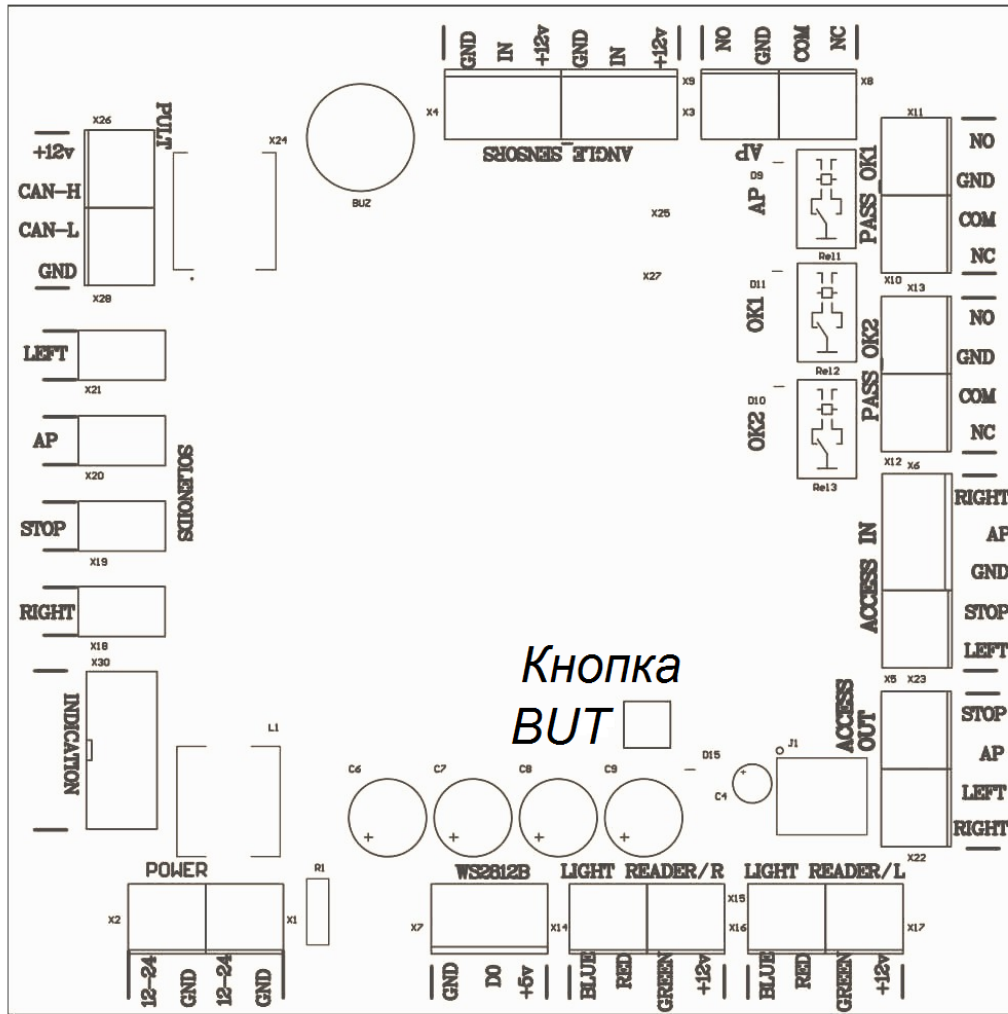 GND IN +12v GND IN +12v
NO GND COM NC
X4 X9 X3 X8
ANGLE_SENSORS
AP
BUZ
X26
+12v
CAN-H
CAN-L
GND
X28
PULT
X24
X25
X27
X11
NO
GND
COM
NC
X10
PASS_OK1
D9
AP
Rel1
D11
OK1
Rel2
D10
OK2
Rel3
X13
NO
GND
COM
NC
X12
PASS_OK2
LEFT
X21
AP
X20
STOP
X19
RIGHT
X18
SOLENOIDS
X6
RIGHT
AP
GND
STOP
LEFT
X5
ACCESS IN
X30
INDICATION
L1
Кнопка
BUT
X23
STOP
AP
LEFT
RIGHT
X22
ACCESS
OUT
J1
D15
C4
+
C6
+
C7
+
C8
+
C9
+
POWER
X2 X1
12-24 GND 12-24 GND
R1
WS2812B
X7
GND DO +5v
LIGHT READER/R
X14 X15
BLUE RED GREEN +12v
LIGHT READER/L
X16 X17
BLUE RED GREEN +12v